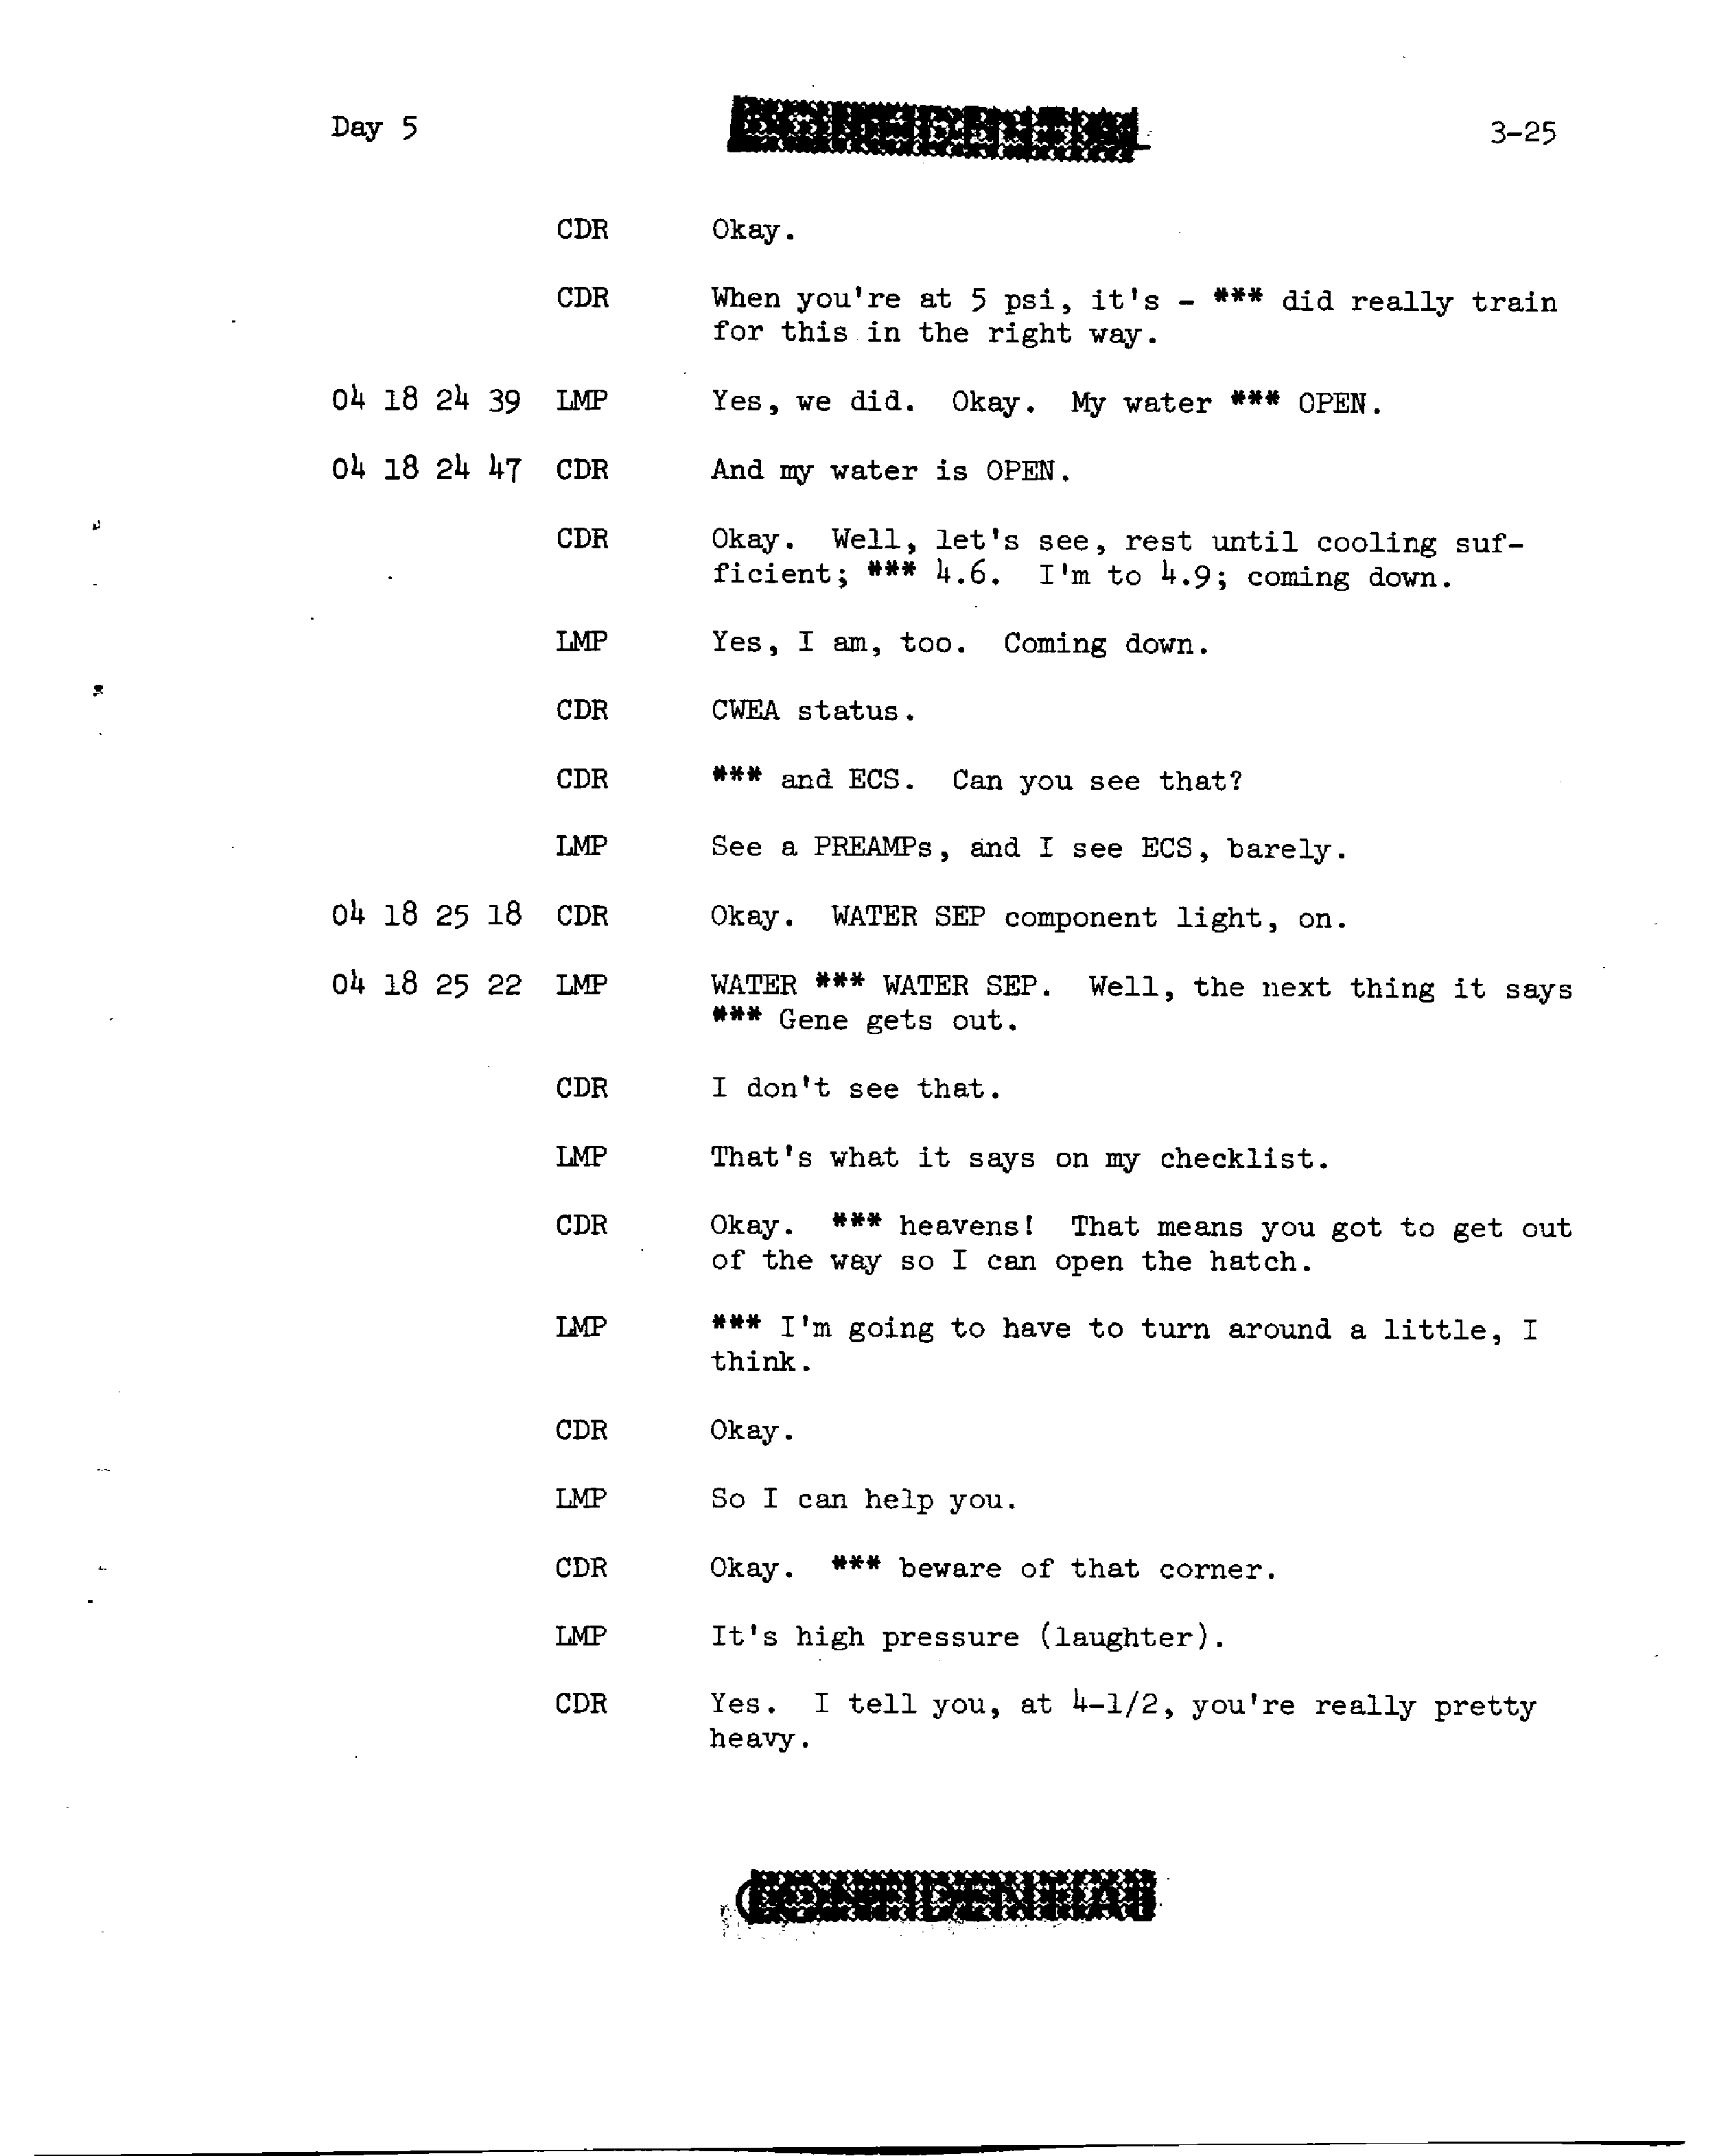 Day 5 CONFIDENTIAL 3-25
CDR Okay.
CDR When you're at 5 psi, it's - *** did really train
for this in the right way.
04 18 24 39 LMP Yes, we did. Okay. My water *** OPEN.
04 18 24 47 CDR And my water is OPEN.
CDR Okay. Well, let's see, rest until cooling suf-
ficient; *** 4.6. I'm to 4.9; coming down.
LMP Yes, I am, too. Coming down.
CDR CWEA status.
CDR *** and ECS. Can you see that?
LMP See a PREAMPs, and I see ECS, barely.
04 18 25 18 CDR Okay. WATER SEP component light, on.
04 18 25 22 LMP WATER *** WATER SEP. Well, the next thing it says
*** Gene gets out.
CDR I don't see that.
LMP That's what it says on my checklist.
CDR Okay. *** heavens! That means you got to get out
of the way so I can open the hatch.
LMP *** I'm going to have to turn around a little, I
think.
CDR Okay.
LMP So I can help you.
CDR Okay. *** beware of that corner.
LMP It's high pressure (laughter).
CDR Yes. I tell you, at 4-1/2, you're really pretty
heavy.
CONFIDENTIAL